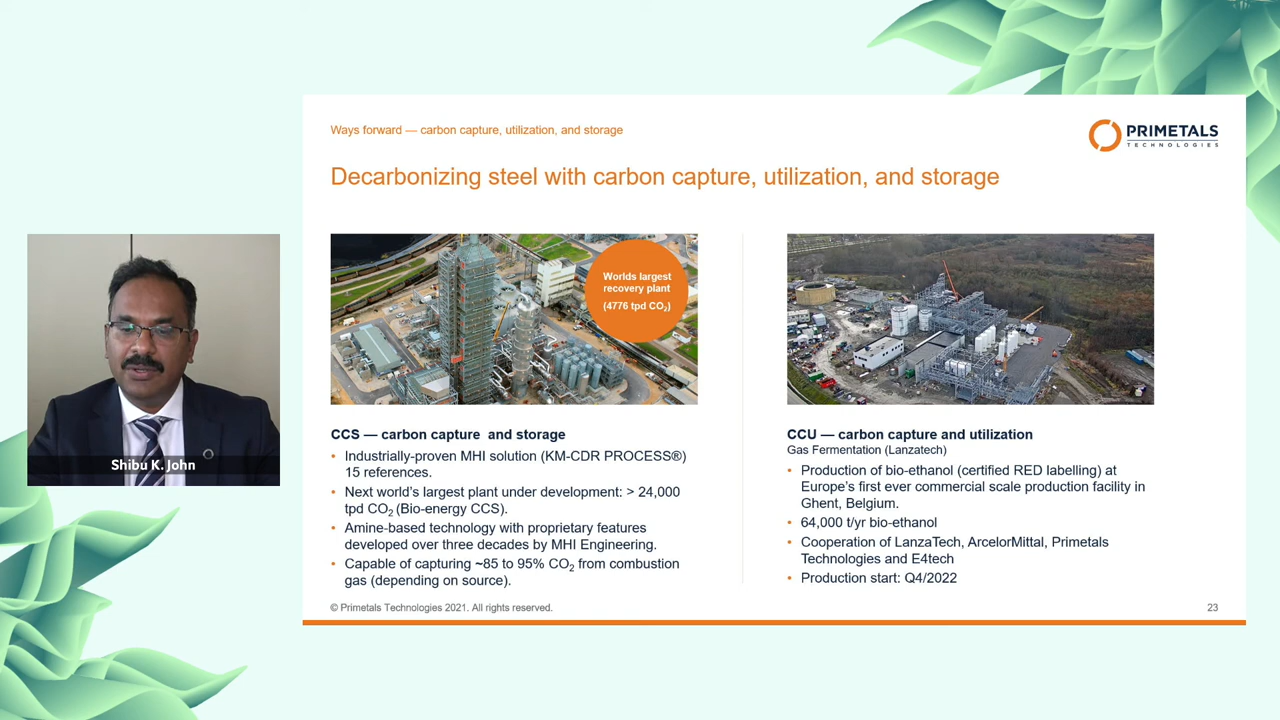 Ways forward — carbon capture, utilization, and storage
PRIMETALS
TECHNOLOGIES
Decarbonizing steel with carbon capture, utilization, and storage
Worlds largest
recovery plant
(4776 tpd CO₂)
Shibu K. John
CCS — carbon capture  and storage
• Industrially-proven MHI solution (KM-CDR PROCESS®)
15 references.
• Next world's largest plant under development: > 24,000
tpd CO₂ (Bio-energy CCS).
• Amine-based technology with proprietary features
developed over three decades by MHI Engineering.
• Capable of capturing ~85 to 95% CO₂ from combustion
gas (depending on source).
CCU — carbon capture and utilization
Gas Fermentation (Lanzatech)
• Production of bio-ethanol (certified RED labelling) at
Europe's first ever commercial scale production facility in
Ghent, Belgium.
• 64,000 t/yr bio-ethanol
• Cooperation of LanzaTech, ArcelorMittal, Primetals
Technologies and E4tech
• Production start: Q4/2022
© Primetals Technologies 2021. All rights reserved.
23